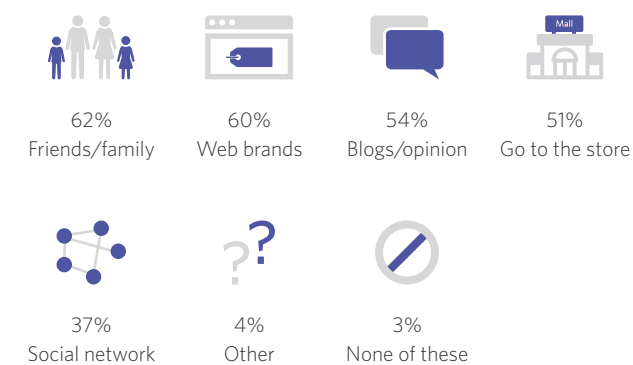 Mall
62%
Friends/family
60%
Web brands
54%
Blogs/opinion
51%
Go to the store
37%
Social network
??
4%
Other
3%
None of these